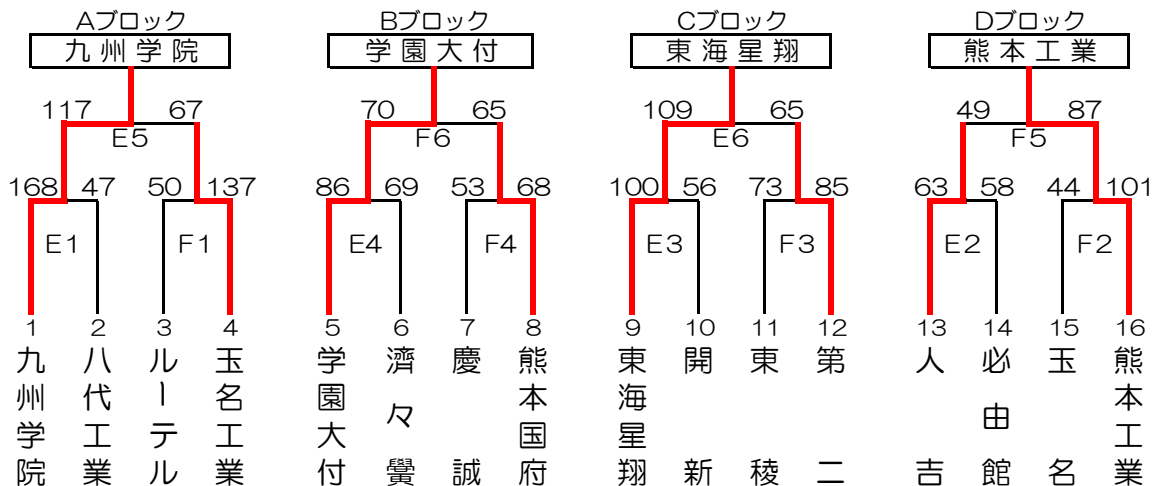 Aブロック Bブロック Cブロック Dブロック
九州学院 学園大付 東海星翔 熊本工業
117 67 70 65 109 65 49 87
E5 F6 E6 F5
168 47 50 137 86 69 53 68 100 56 73 85 63 58 44 101
E1 F1 E4 F4 E3 F3 E2 F2
1 2 3 4 5 6 7 8 9 10 11 12 13 14 15 16
九州学院
八代工業
ルーテル
玉名工業
学園大付
濟々黌
慶誠
熊本国府
東海星翔
開新
東稜
第二
人吉
必由館
玉名
熊本工業